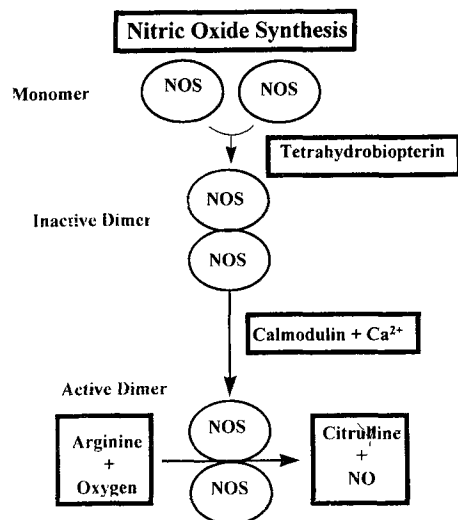 Nitric Oxide Synthesis
Monomer
NOS
NOS
Tetrahydrobiopterin
NOS
Inactive Dimer
NOS
Calmodulin + Ca²⁺
Active Dimer
NOS
Arginine
+
Oxygen
Citrulline
+
NO
NOS